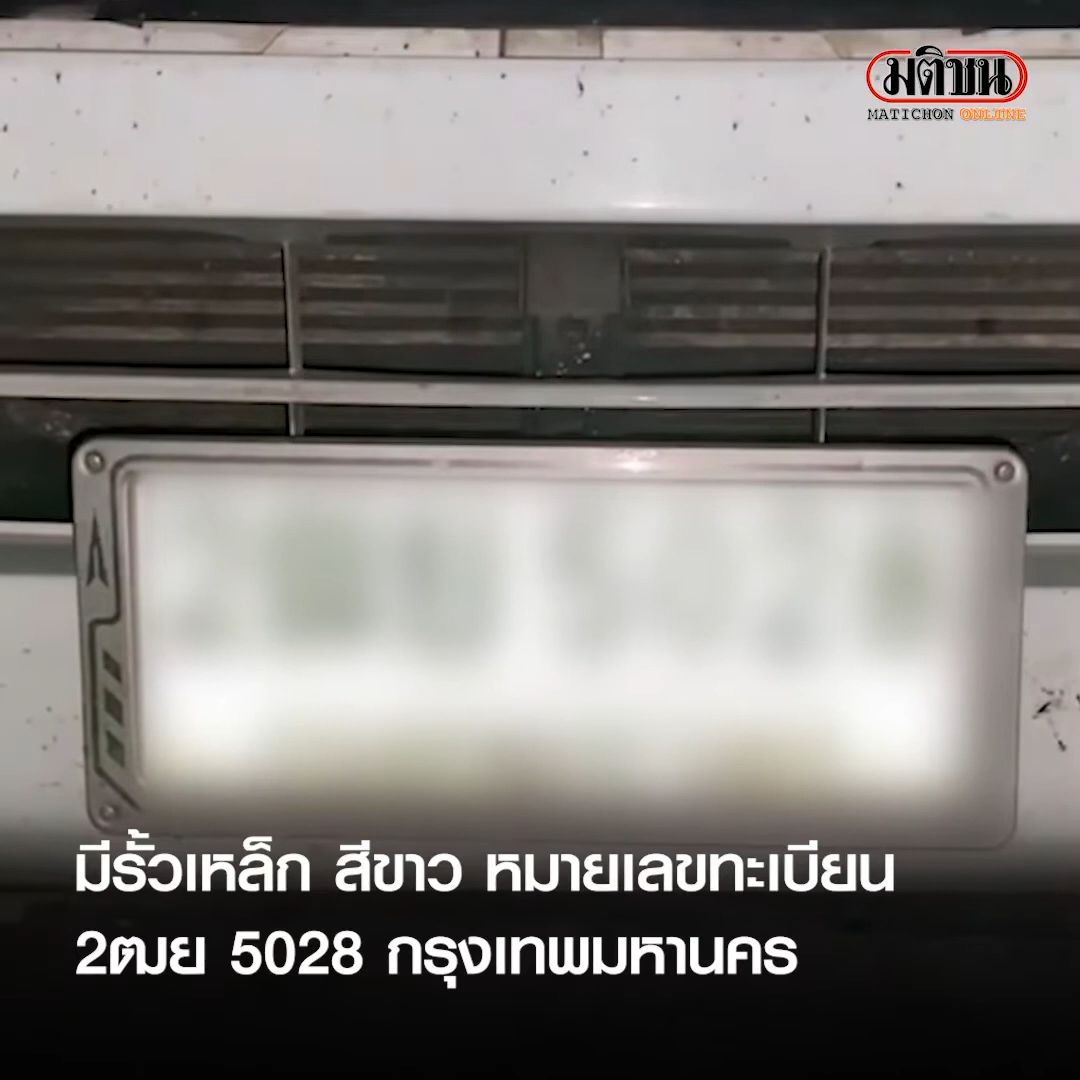 มติชน
MATICHON ONLINE
มีรั้วเหล็ก สีขาว หมายเลขทะเบียน
2ฒย 5028 กรุงเทพมหานคร